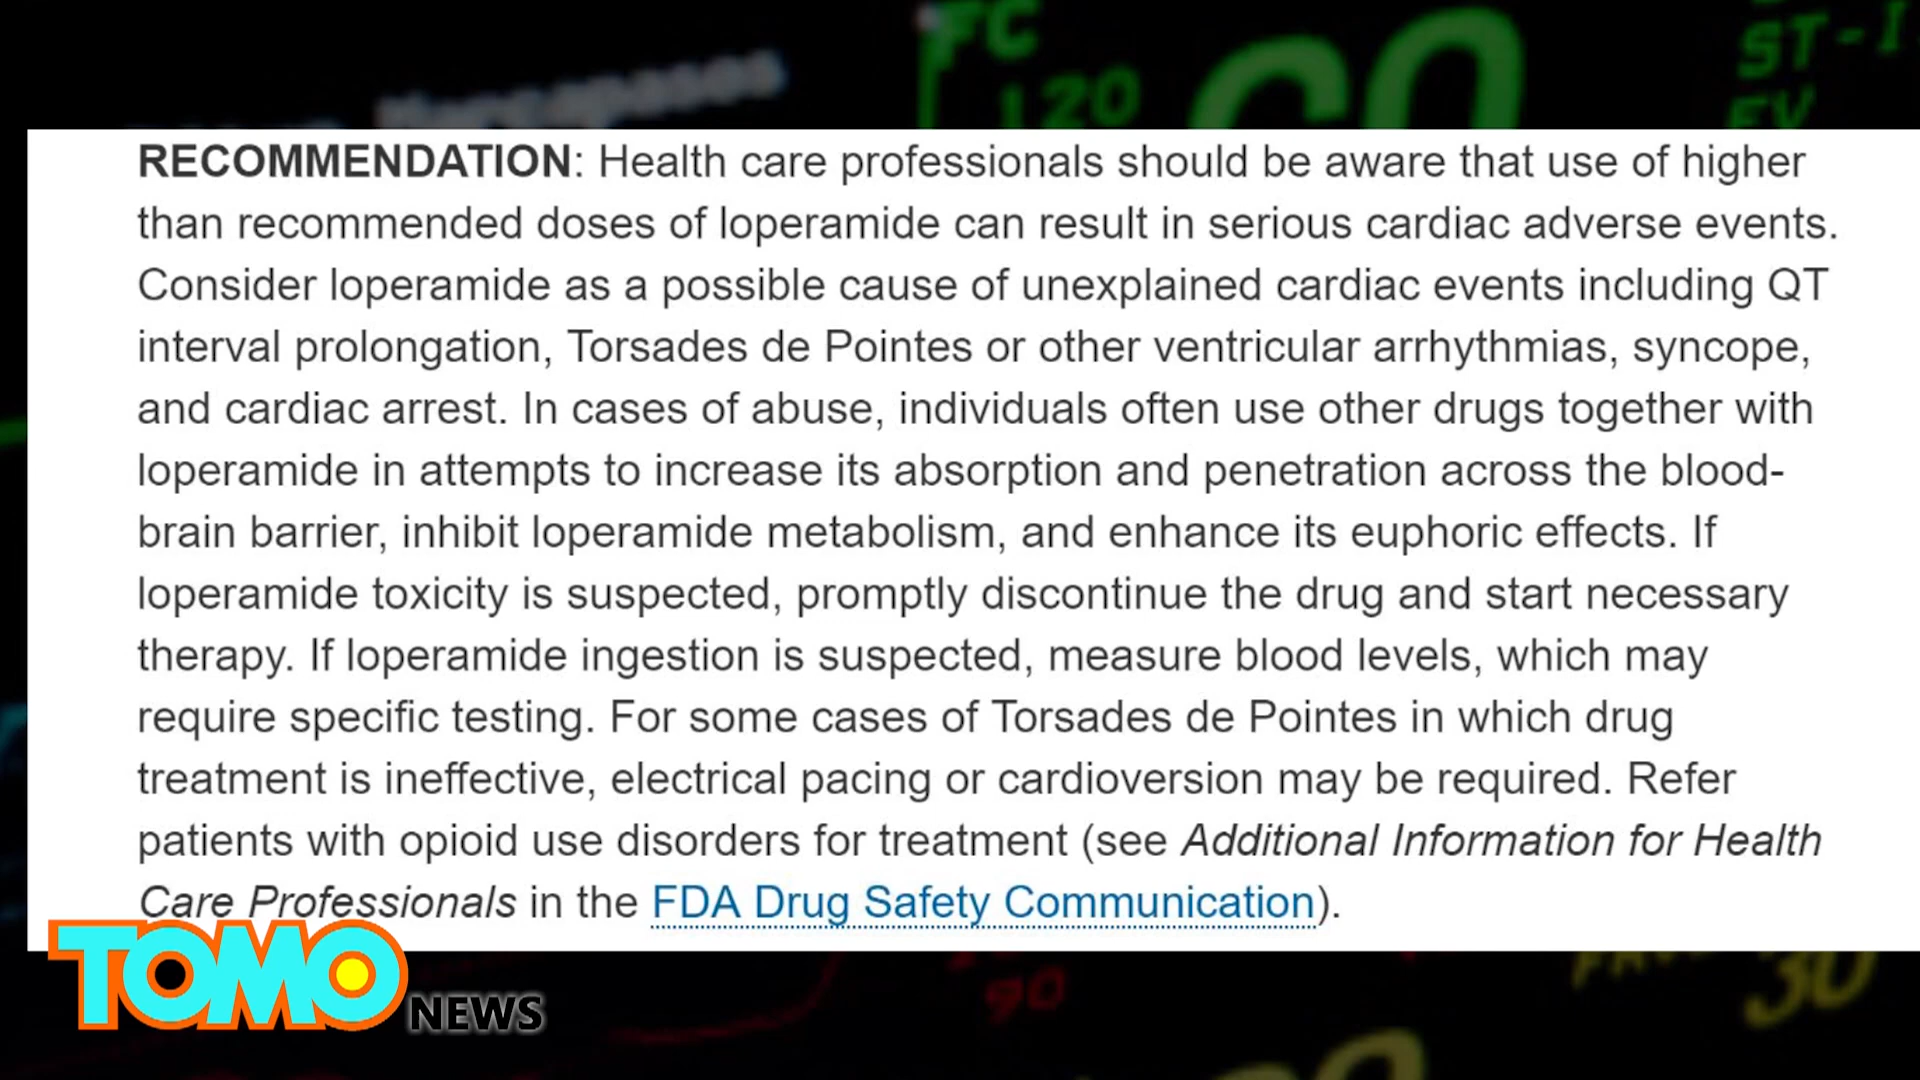 FC
120
ST-I
EV
RECOMMENDATION: Health care professionals should be aware that use of higher
than recommended doses of loperamide can result in serious cardiac adverse events.
Consider loperamide as a possible cause of unexplained cardiac events including QT
interval prolongation, Torsades de Pointes or other ventricular arrhythmias, syncope,
and cardiac arrest. In cases of abuse, individuals often use other drugs together with
loperamide in attempts to increase its absorption and penetration across the blood-
brain barrier, inhibit loperamide metabolism, and enhance its euphoric effects. If
loperamide toxicity is suspected, promptly discontinue the drug and start necessary
therapy. If loperamide ingestion is suspected, measure blood levels, which may
require specific testing. For some cases of Torsades de Pointes in which drug
treatment is ineffective, electrical pacing or cardioversion may be required. Refer
patients with opioid use disorders for treatment (see Additional Information for Health
Care Professionals in the FDA Drug Safety Communication).
TOMO
NEWS
90
30